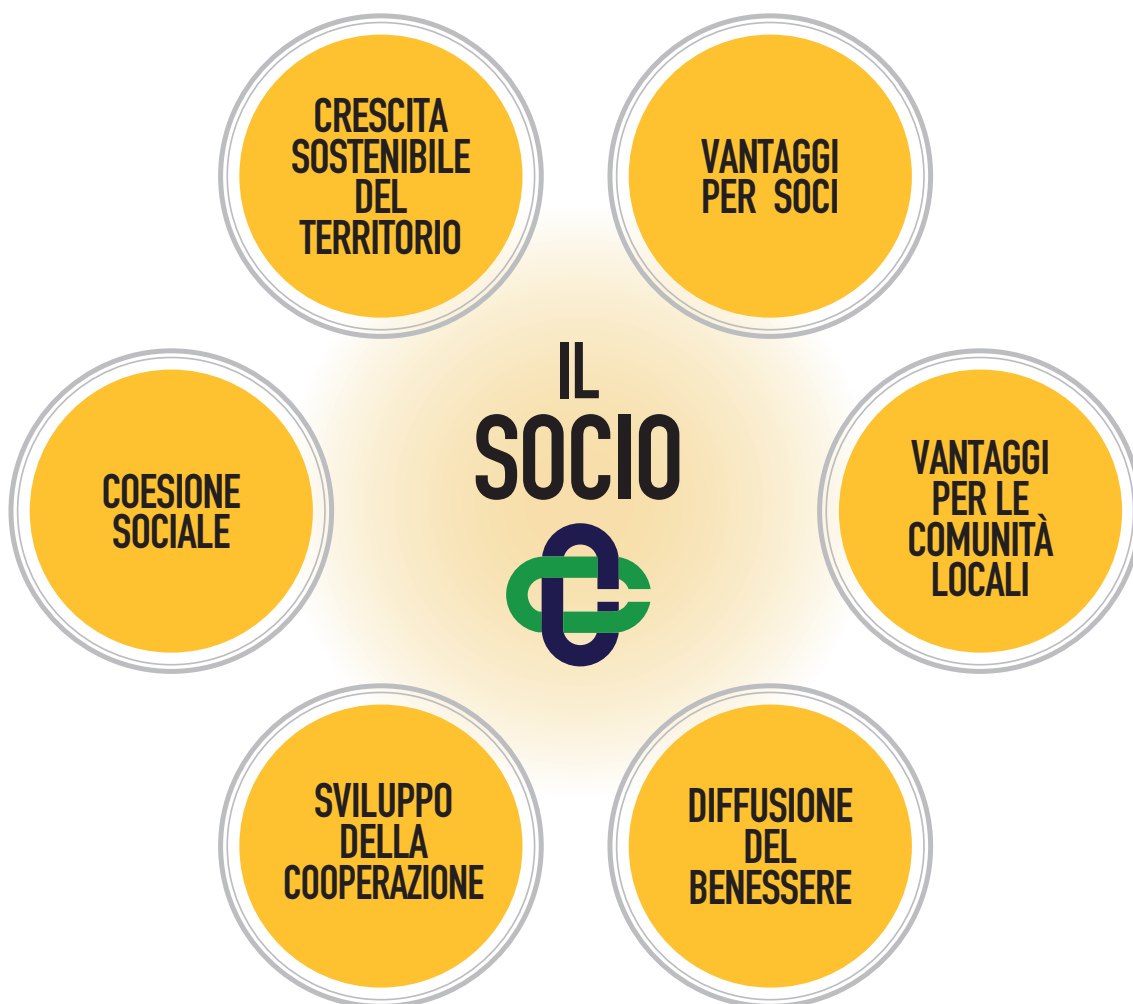 CRESCITA
SOSTENIBILE
DEL
TERRITORIO
VANTAGGI
PER SOCI
IL
SOCIO
COESIONE
SOCIALE
VANTAGGI
PER LE
COMUNITÀ
LOCALI
SVILUPPO
DELLA
COOPERAZIONE
DIFFUSIONE
DEL
BENESSERE